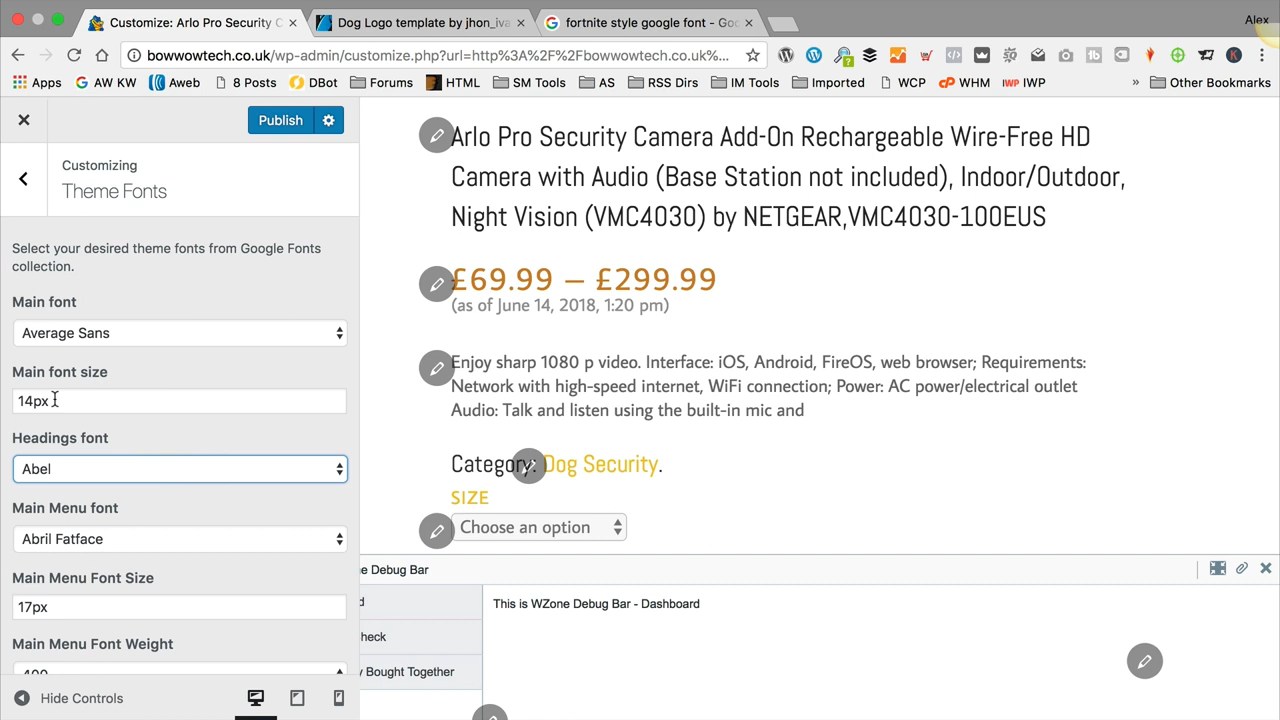 Customize: Arlo Pro Security C
Dog Logo template by jhon_iva
fortnite style google font - Goo
Alex
bowwowtech.co.uk/wp-admin/customize.php?url=http%3A%2F%2Fbowwowtech.co.uk%...
Apps
AW KW
Aweb
8 Posts
DBot
Forums
HTML
SM Tools
AS
RSS Dirs
IM Tools
Imported
WCP
WHM
IWP
»
Other Bookmarks
Publish
Customizing
Theme Fonts
Select your desired theme fonts from Google Fonts
collection.
Main font
Average Sans
Main font size
14px
Headings font
Abel
Main Menu font
Abril Fatface
Main Menu Font Size
17px
Main Menu Font Weight
400
Hide Controls
Arlo Pro Security Camera Add-On Rechargeable Wire-Free HD
Camera with Audio (Base Station not included), Indoor/Outdoor,
Night Vision (VMC4030) by NETGEAR,VMC4030-100EUS
£69.99 – £299.99
(as of June 14, 2018, 1:20 pm)
Enjoy sharp 1080 p video. Interface: iOS, Android, FireOS, web browser; Requirements:
Network with high-speed internet, WiFi connection; Power: AC power/electrical outlet
Audio: Talk and listen using the built-in mic and
Category: Dog Security.
SIZE
Choose an option
e Debug Bar
d
heck
y Bought Together
This is WZone Debug Bar - Dashboard